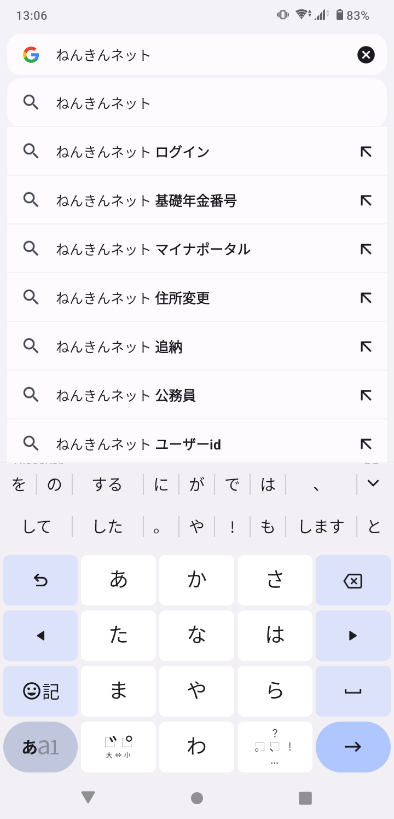 13:06 83%
ねんきんネット
ねんきんネット
ねんきんネット ログイン
ねんきんネット 基礎年金番号
ねんきんネット マイナポータル
ねんきんネット 住所変更
ねんきんネット 追納
ねんきんネット 公務員
ねんきんネット ユーザーid
を の する に が で は 、
して した 。 や ! も します と
あ か さ
た な は
記 ま や ら
あa1 ゛゜ 大⇔小 わ 。、?!…